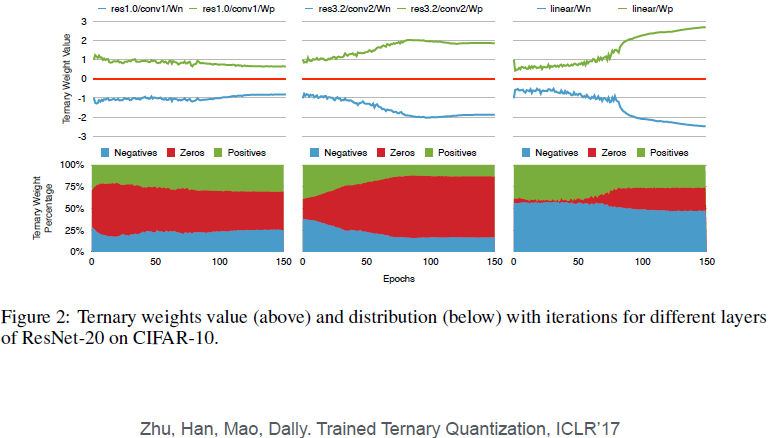 res1.0/conv1/Wn res1.0/conv1/Wp res3.2/conv2/Wn res3.2/conv2/Wp linear/Wn linear/Wp
Ternary Weight Value
3
2
1
0
-1
-2
-3
Negatives Zeros Positives Negatives Zeros Positives Negatives Zeros Positives
Ternary Weight
Percentage
100%
75%
50%
25%
0%
0 50 100 150 0 50 100 150 0 50 100 150
Epochs
Figure 2: Ternary weights value (above) and distribution (below) with iterations for different layers
of ResNet-20 on CIFAR-10.
Zhu, Han, Mao, Dally. Trained Ternary Quantization, ICLR’17